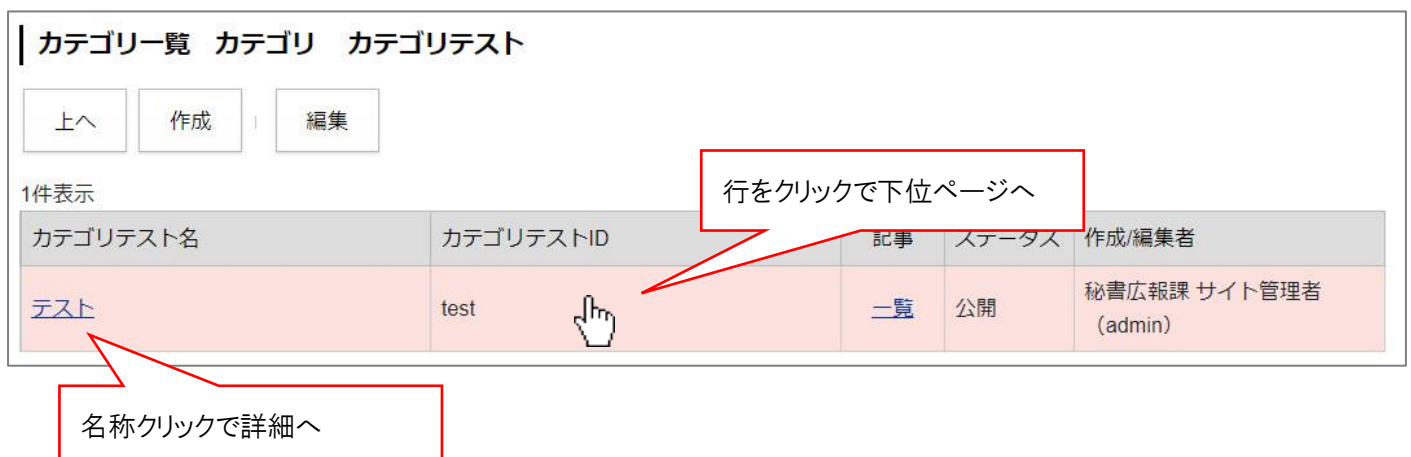 カテゴリ一覧 カテゴリ カテゴリテスト
上へ 作成 編集
行をクリックで下位ページへ
1件表示
カテゴリテスト名 カテゴリテストID 記事 ステータス 作成/編集者
テスト test 一覧 公開 秘書広報課 サイト管理者
（admin）
名称クリックで詳細へ